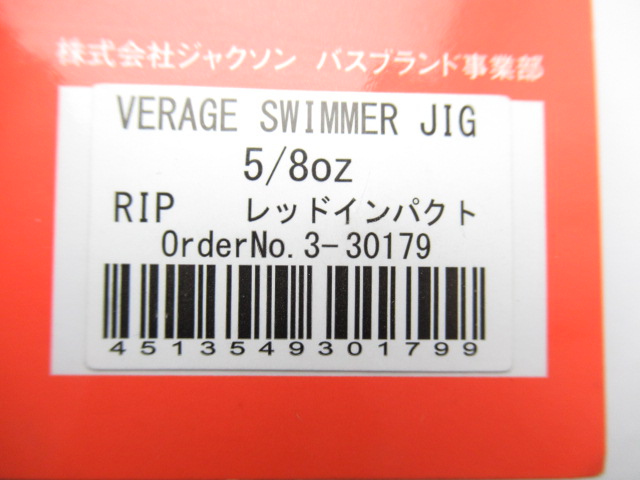 株式会社ジャクソン バスブランド事業部
VERAGE SWIMMER JIG
5/8oz
RIP レッドインパクト
OrderNo.3-30179
4513549301799